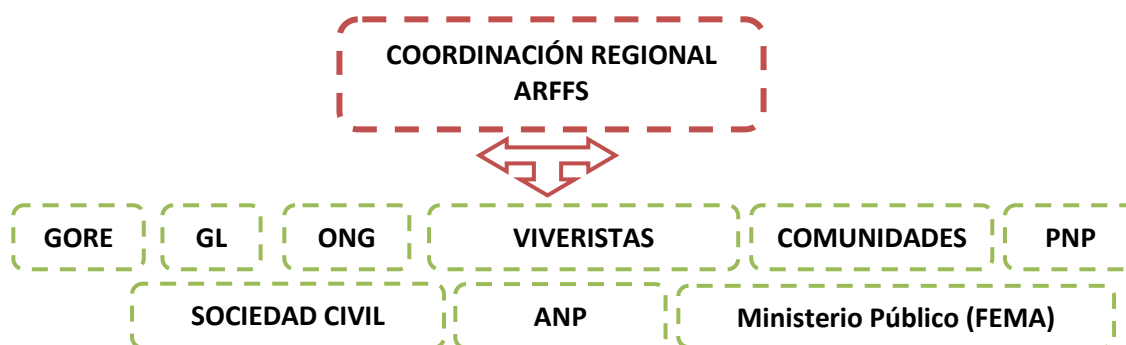 COORDINACIÓN REGIONAL
ARFFS
GORE
GL
ONG
VIVERISTAS
COMUNIDADES
PNP
SOCIEDAD CIVIL
ANP
Ministerio Público (FEMA)